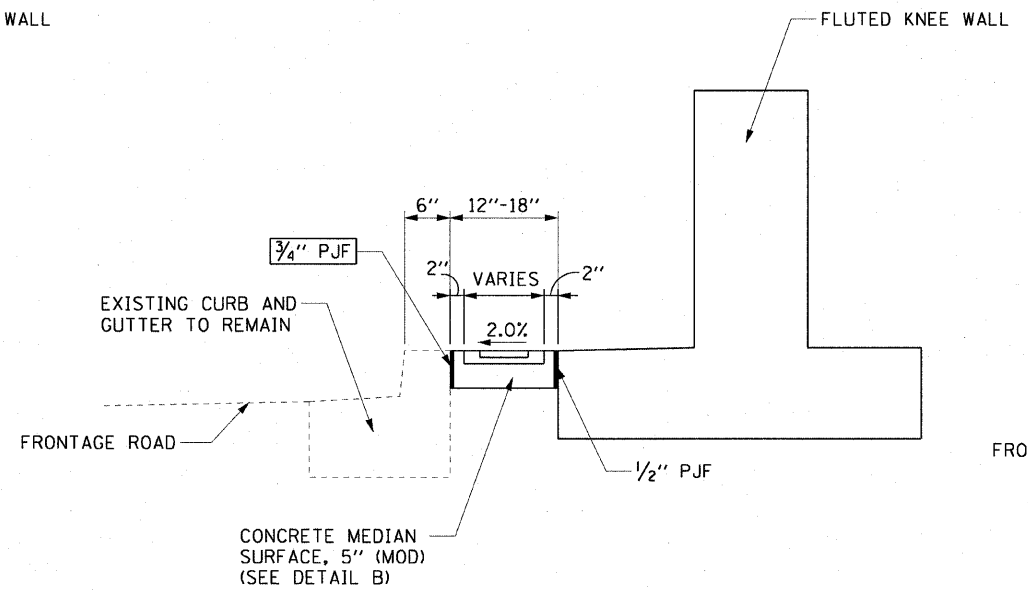 WALL
FLUTED KNEE WALL
6" 12"-18"
3/4" PJF
2" VARIES 2"
EXISTING CURB AND
GUTTER TO REMAIN
2.0%
FRONTAGE ROAD
FRO
1/2" PJF
CONCRETE MEDIAN
SURFACE, 5" (MOD)
(SEE DETAIL B)